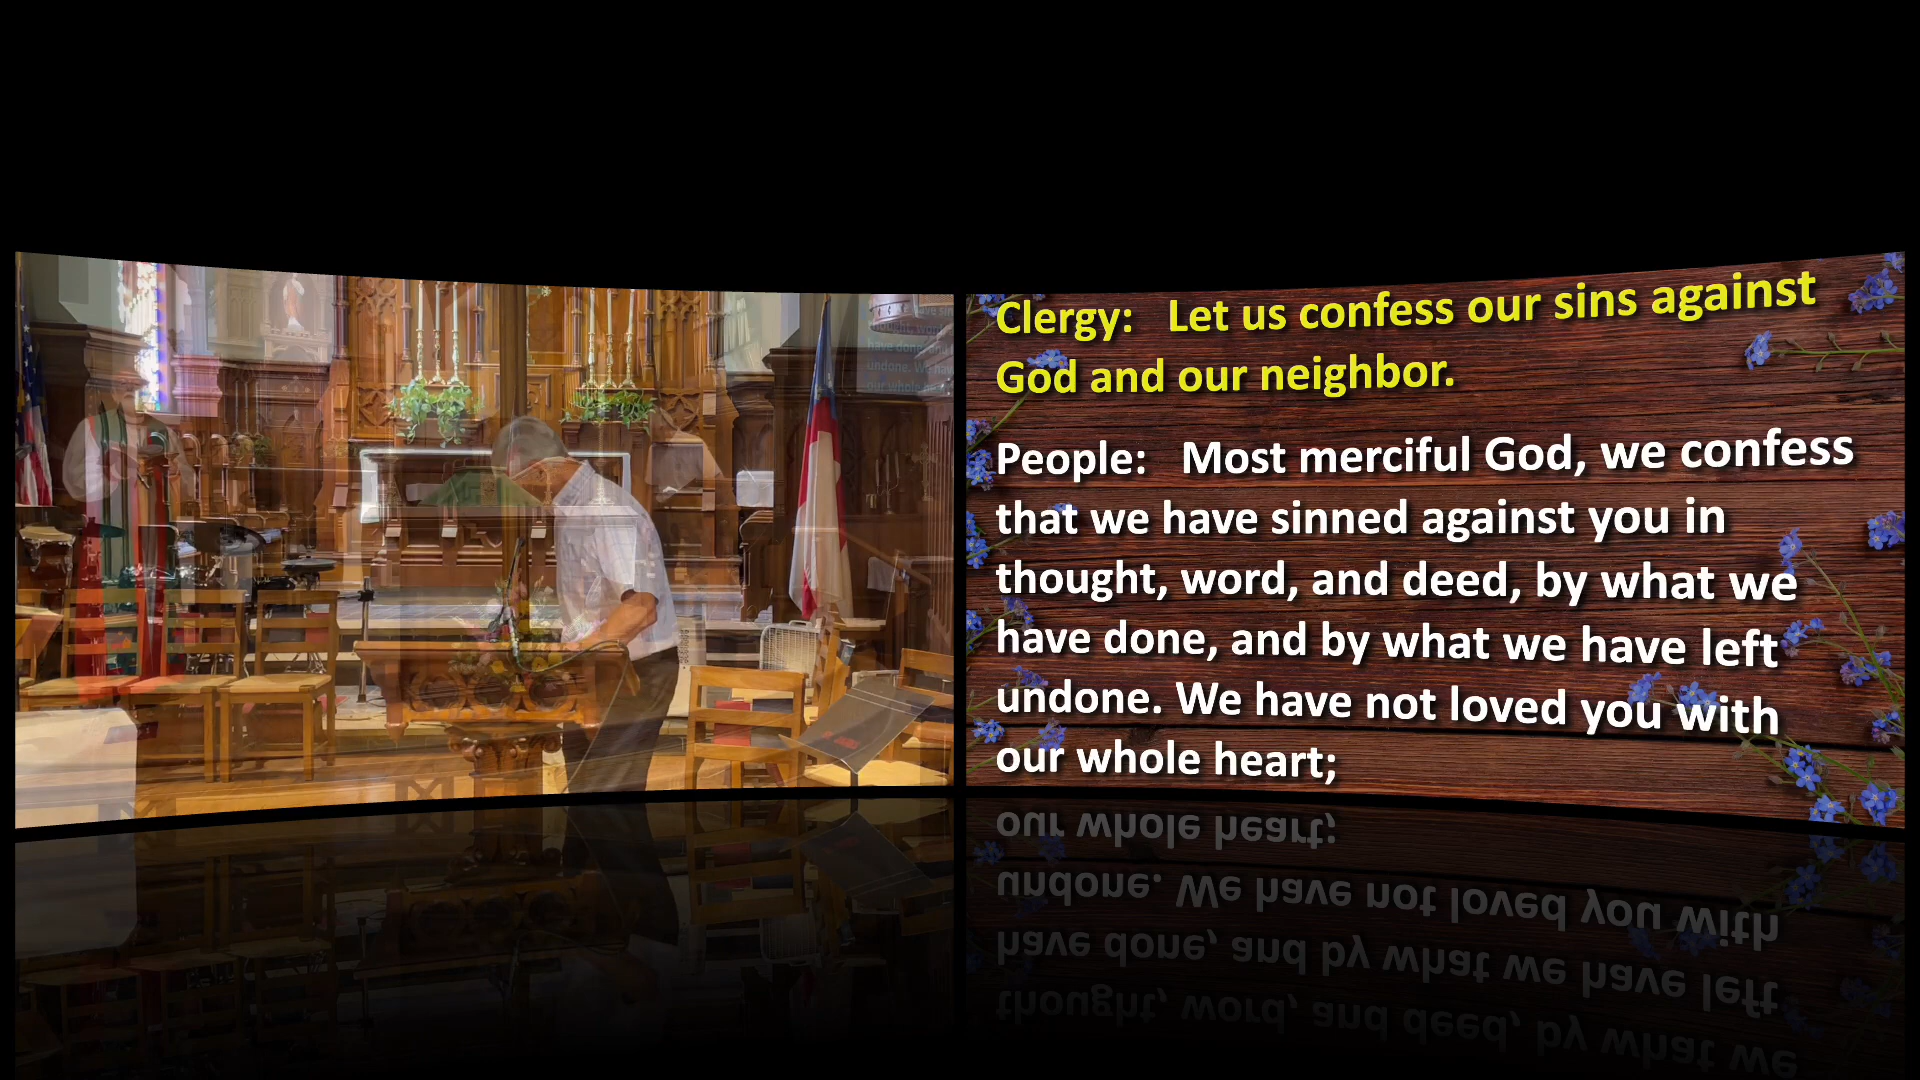 Clergy: Let us confess our sins against
God and our neighbor.
People: Most merciful God, we confess
that we have sinned against you in
thought, word, and deed, by what we
have done, and by what we have left
undone. We have not loved you with
our whole heart;